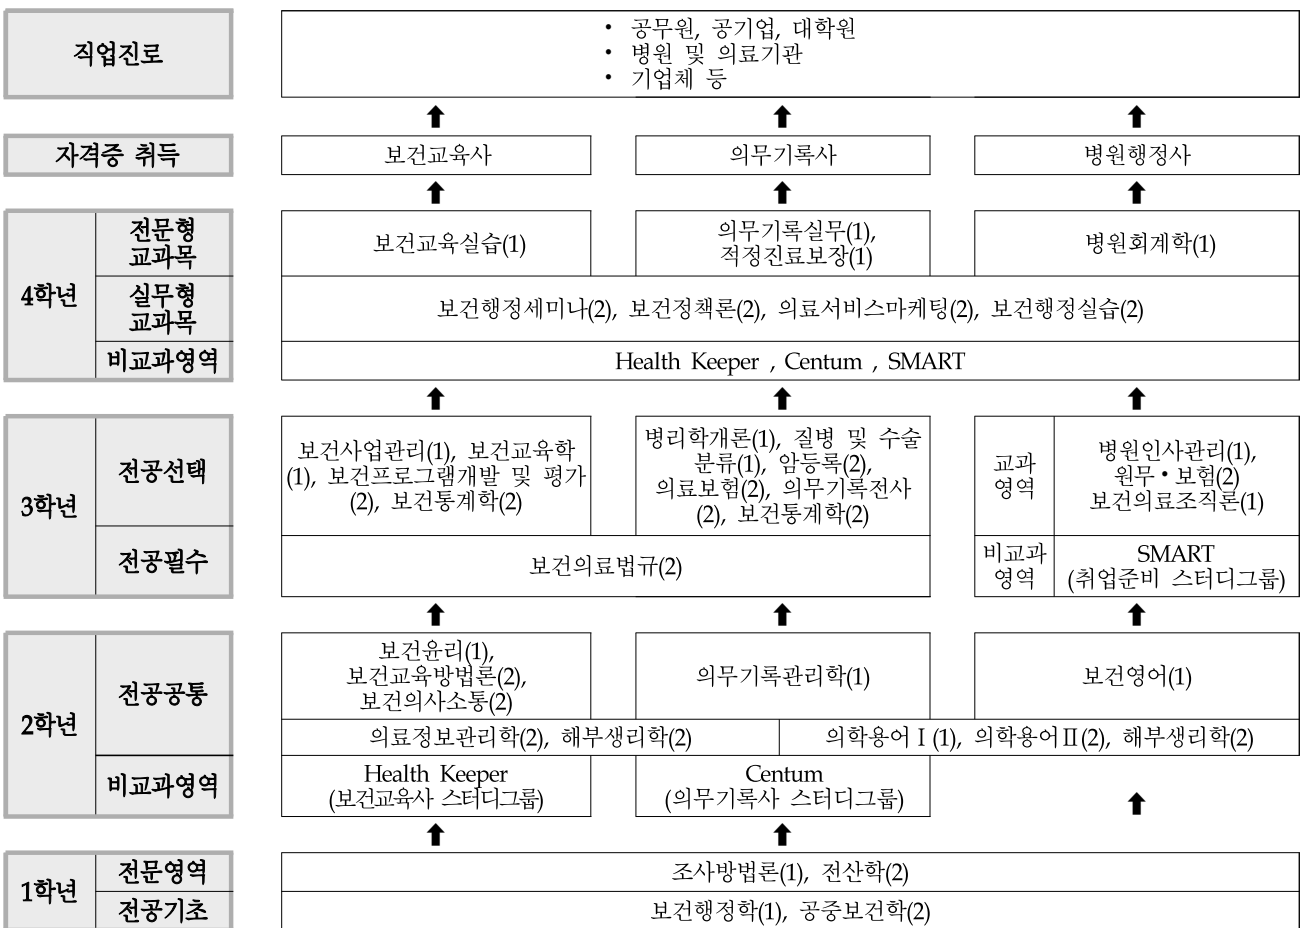 직업진로
• 공무원, 공기업, 대학원
• 병원 및 의료기관
• 기업체 등
자격증 취득
보건교육사
의무기록사
병원행정사
4학년
전문형
교과목
보건교육실습(1)
의무기록실무(1),
적정진료보장(1)
병원회계학(1)
실무형
교과목
보건행정세미나(2), 보건정책론(2), 의료서비스마케팅(2), 보건행정실습(2)
비교과영역
Health Keeper , Centum , SMART
3학년
전공선택
보건사업관리(1), 보건교육학
(1), 보건프로그램개발 및 평가
(2), 보건통계학(2)
병리학개론(1), 질병 및 수술
분류(1), 암등록(2),
의료보험(2), 의무기록전사
(2), 보건통계학(2)
교과
영역
병원인사관리(1),
원무•보험(2)
보건의료조직론(1)
전공필수
보건의료법규(2)
비교과
영역
SMART
(취업준비 스터디그룹)
2학년
전공공통
보건윤리(1),
보건교육방법론(2),
보건의사소통(2)
의무기록관리학(1)
보건영어(1)
의료정보관리학(2), 해부생리학(2)
의학용어Ⅰ(1), 의학용어Ⅱ(2), 해부생리학(2)
비교과영역
Health Keeper
(보건교육사 스터디그룹)
Centum
(의무기록사 스터디그룹)
1학년
전문영역
조사방법론(1), 전산학(2)
전공기초
보건행정학(1), 공중보건학(2)